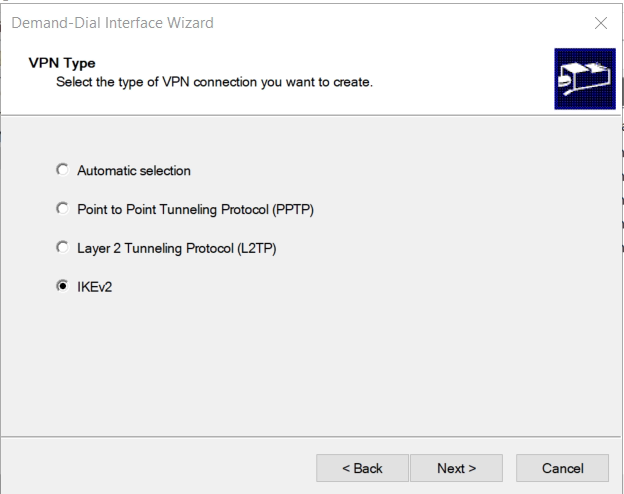 Demand-Dial Interface Wizard
VPN Type
Select the type of VPN connection you want to create.
Automatic selection
Point to Point Tunneling Protocol (PPTP)
Layer 2 Tunneling Protocol (L2TP)
IKEv2
< Back
Next >
Cancel